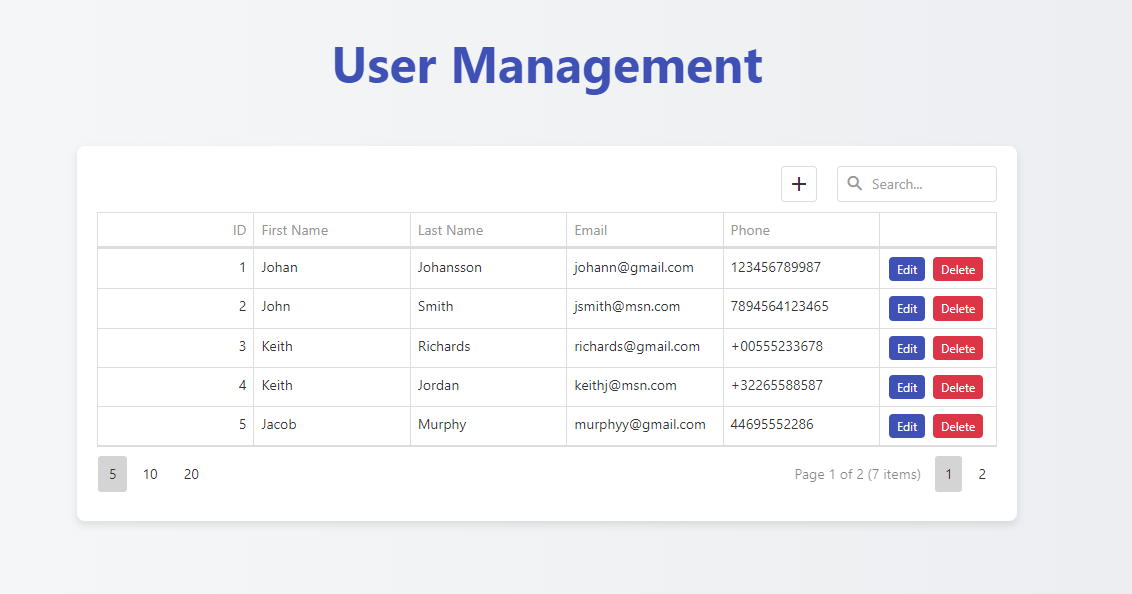 User Management
+ Search...
ID First Name Last Name Email Phone
1 Johan Johansson johann@gmail.com 123456789987 Edit Delete
2 John Smith jsmith@msn.com 7894564123465 Edit Delete
3 Keith Richards richards@gmail.com +00555233678 Edit Delete
4 Keith Jordan keithj@msn.com +32265588587 Edit Delete
5 Jacob Murphy murphyy@gmail.com 44695552286 Edit Delete
5 10 20 Page 1 of 2 (7 items) 1 2